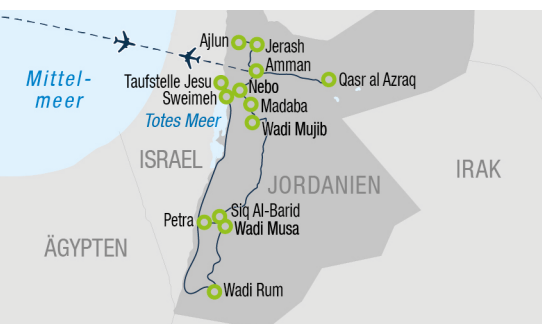 Ajlun
Jerash
Amman
Mittel-
meer
Taufstelle Jesu
Qasr al Azraq
Nebo
Sweimeh
Madaba
Totes Meer
Wadi Mujib
ISRAEL
IRAK
JORDANIEN
Siq Al-Barid
Petra
Wadi Musa
ÄGYPTEN
Wadi Rum